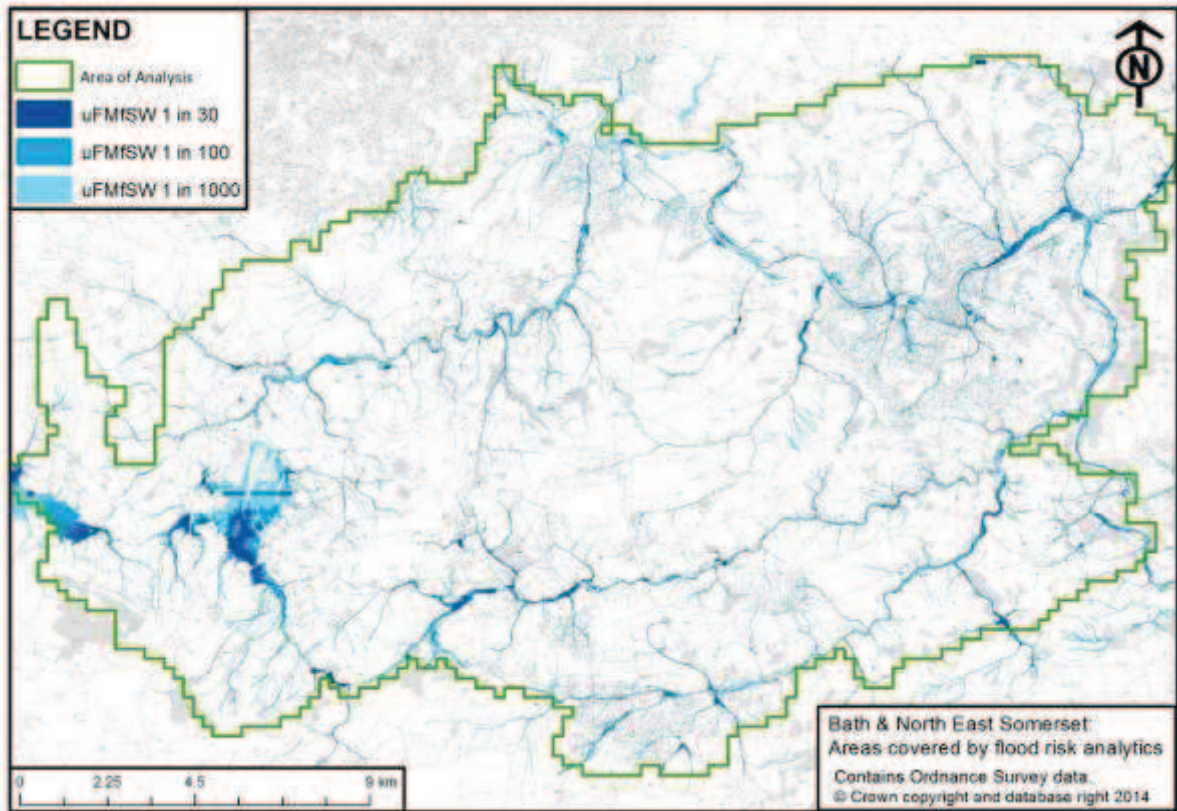 LEGEND
Area of Analysis
uFMfSW 1 in 30
uFMfSW 1 in 100
uFMfSW 1 in 1000
N
0 2.25 4.5 9 km
Bath & North East Somerset:
Areas covered by flood risk analytics
Contains Ordnance Survey data.
© Crown copyright and database right 2014